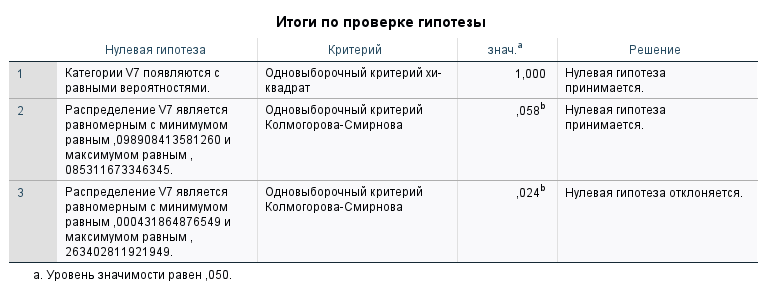 Итоги по проверке гипотезы
Нулевая гипотеза Критерий знач.a Решение
1 Категории V7 появляются с Одновыборочный критерий хи- 1,000 Нулевая гипотеза
равными вероятностями. квадрат принимается.
2 Распределение V7 является Одновыборочный критерий ,058b Нулевая гипотеза
равномерным с минимумом Колмогорова-Смирнова принимается.
равным ,098908413581260 и
максимумом равным ,
085311673346345.
3 Распределение V7 является Одновыборочный критерий ,024b Нулевая гипотеза отклоняется.
равномерным с минимумом Колмогорова-Смирнова
равным ,000431864876549 и
максимумом равным ,
263402811921949.
a. Уровень значимости равен ,050.